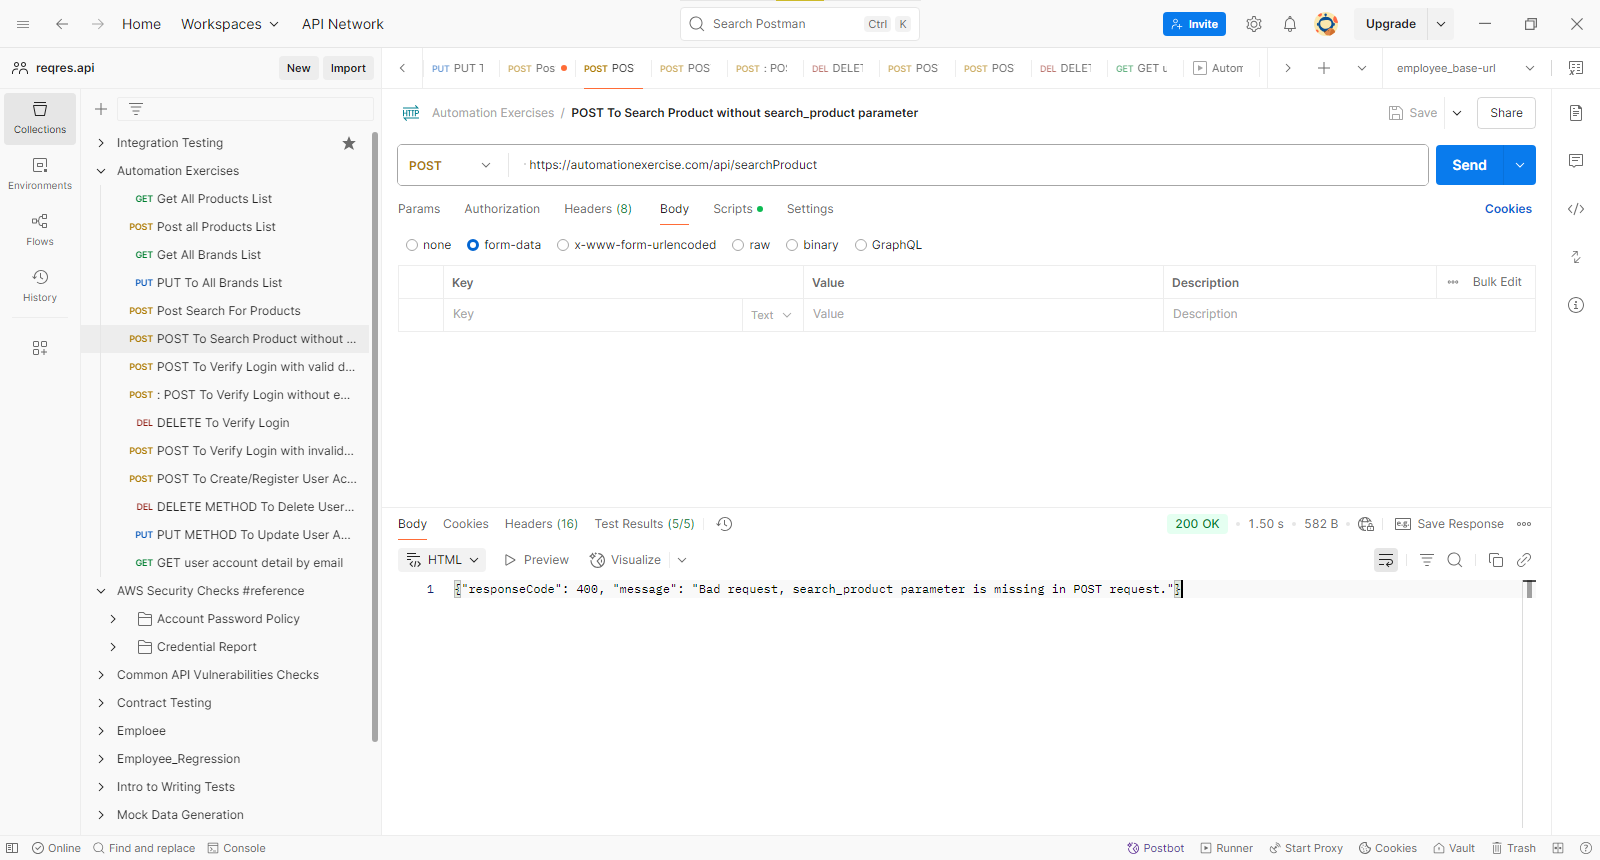 Home
Workspaces
API Network
Search Postman
Ctrl K
Invite
Upgrade
reqres.api
New
Import
PUT PUT T
POST Pos
POST POS
POST POS
POST : PO
DEL DELET
POST POS
POST POS
DEL DELET
GET GET u
Autom
employee_base-url
Collections
Environments
Flows
History
Integration Testing
Automation Exercises
GET Get All Products List
POST Post all Products List
GET Get All Brands List
PUT PUT To All Brands List
POST Post Search For Products
POST POST To Search Product without ...
POST POST To Verify Login with valid d...
POST : POST To Verify Login without e...
DEL DELETE To Verify Login
POST POST To Verify Login with invalid...
POST POST To Create/Register User Ac...
DEL DELETE METHOD To Delete User...
PUT PUT METHOD To Update User A...
GET GET user account detail by email
AWS Security Checks #reference
Account Password Policy
Credential Report
Common API Vulnerabilities Checks
Contract Testing
Emploee
Employee_Regression
Intro to Writing Tests
Mock Data Generation
HTTP Automation Exercises / POST To Search Product without search_product parameter
Save
Share
POST https://automationexercise.com/api/searchProduct
Send
Params Authorization Headers (8) Body Scripts Settings
Cookies
none form-data x-www-form-urlencoded raw binary GraphQL
Key Value Description Bulk Edit
Key Text Value Description
Body Cookies Headers (16) Test Results (5/5)
200 OK 1.50 s 582 B e.g. Save Response
HTML Preview Visualize
1 {"responseCode": 400, "message": "Bad request, search_product parameter is missing in POST request."}
Online Find and replace Console
Postbot Runner Start Proxy Cookies Vault Trash